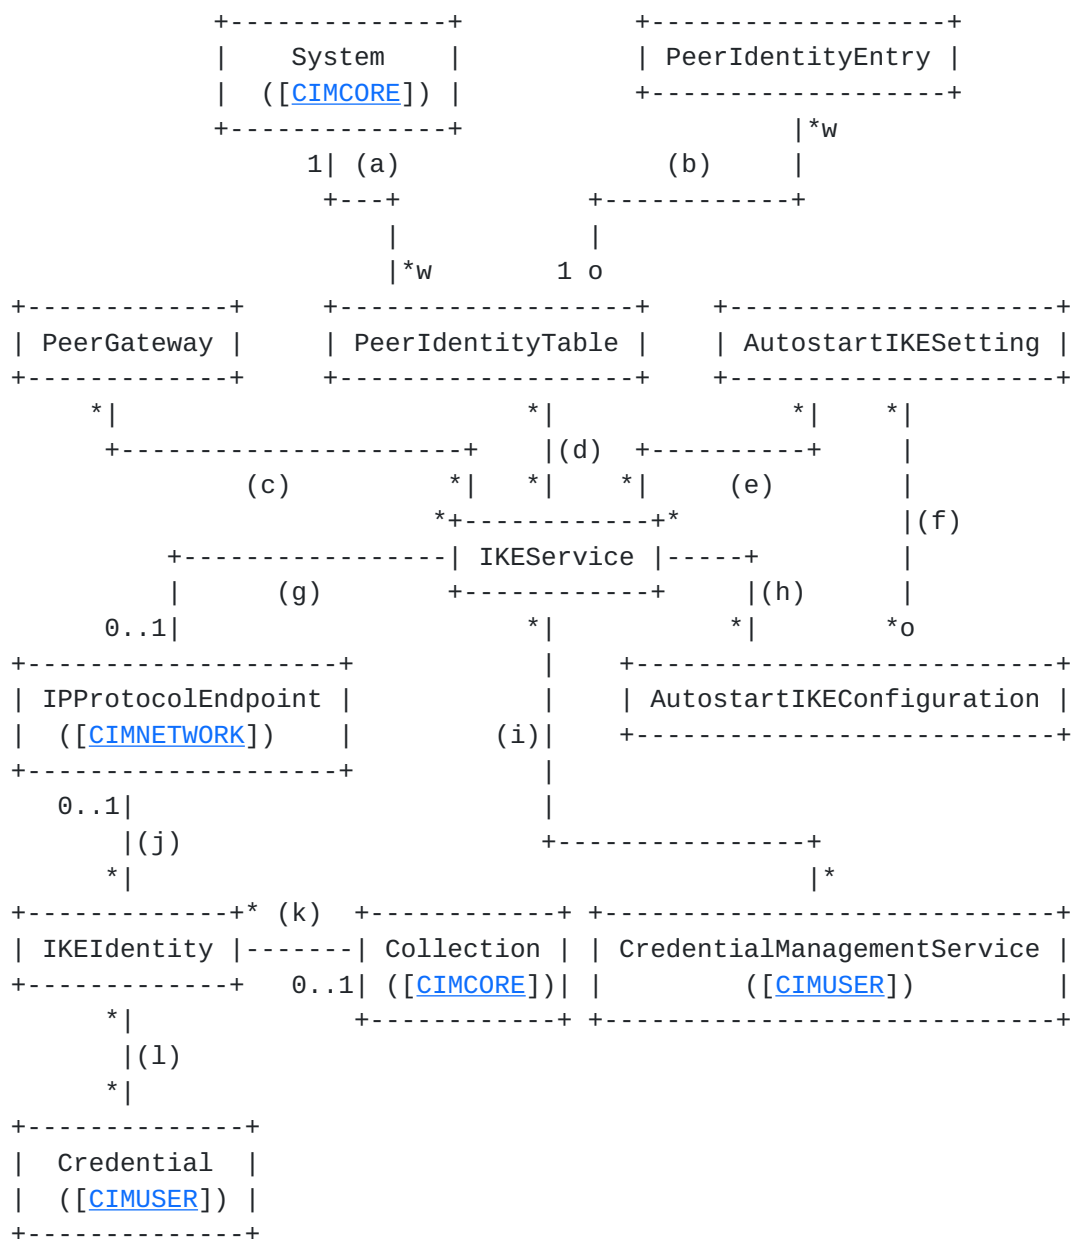 +--------------+           +-------------------+
             |    System    |           | PeerIdentityEntry |
             |  ([CIMCORE]) |           +-------------------+
             +--------------+                     |*w
                   1| (a)                 (b)     |
                    +---+            +------------+
                        |            |
                        |*w        1 o
+-------------+     +-------------------+    +---------------------+
| PeerGateway |     | PeerIdentityTable |    | AutostartIKESetting |
+-------------+     +-------------------+    +---------------------+
     *|                          *|               *|    *|
      +----------------------+    |(d)  +----------+     |
               (c)          *|   *|    *|     (e)        |
                           *+------------+*              |(f)
          +-----------------| IKEService |-----+         |
          |      (g)        +------------+     |(h)      |
      0..1|                      *|           *|        *o
+--------------------+            |    +---------------------------+
| IPProtocolEndpoint |            |    | AutostartIKEConfiguration |
|  ([CIMNETWORK])    |         (i)|    +---------------------------+
+--------------------+            |
   0..1|                          |
       |(j)                       +---------------+
      *|                                           |*
+-------------+* (k)  +------------+ +-----------------------------+
| IKEIdentity |-------| Collection | | CredentialManagementService |
+-------------+   0..1| ([CIMCORE])| |         ([CIMUSER])         |
      *|              +------------+ +-----------------------------+
       |(l)
      *|
+--------------+
|  Credential  |
|  ([CIMUSER]) |
+--------------+